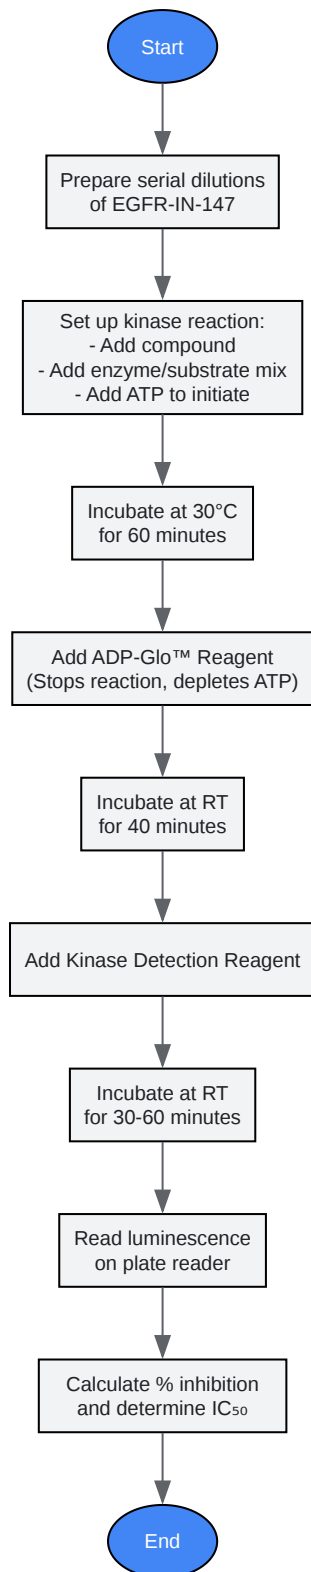 Start
Prepare serial dilutions
of EGFR-IN-147
Set up kinase reaction:
- Add compound
- Add enzyme/substrate mix
- Add ATP to initiate
Incubate at 30°C
for 60 minutes
Add ADP-Glo™ Reagent
(Stops reaction, depletes ATP)
Incubate at RT
for 40 minutes
Add Kinase Detection Reagent
Incubate at RT
for 30-60 minutes
Read luminescence
on plate reader
Calculate % inhibition
and determine IC₅₀
End